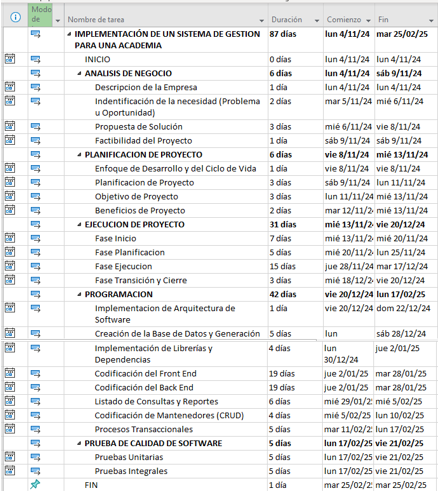 Modo de Nombre de tarea Duración Comienzo Fin
IMPLEMENTACIÓN DE UN SISTEMA DE GESTION PARA UNA ACADEMIA 87 días lun 4/11/24 mar 25/02/25
INICIO 0 días lun 4/11/24 lun 4/11/24
ANALISIS DE NEGOCIO 6 días lun 4/11/24 sáb 9/11/24
Descripcion de la Empresa 1 día lun 4/11/24 lun 4/11/24
Indentificación de la necesidad (Problema u Oportunidad) 2 días mar 5/11/24 mié 6/11/24
Propuesta de Solución 3 días mié 6/11/24 vie 8/11/24
Factibilidad del Proyecto 1 día sáb 9/11/24 sáb 9/11/24
PLANIFICACION DE PROYECTO 6 días vie 8/11/24 mié 13/11/24
Enfoque de Desarrollo y del Ciclo de Vida 1 día vie 8/11/24 vie 8/11/24
Planificacion de Proyecto 3 días sáb 9/11/24 lun 11/11/24
Objetivo de Proyecto 3 días lun 11/11/24 mié 13/11/24
Beneficios de Proyecto 2 días mar 12/11/24 mié 13/11/24
EJECUCION DE PROYECTO 31 días mié 13/11/24 vie 20/12/24
Fase Inicio 7 días mié 13/11/24 mié 20/11/24
Fase Planificacion 5 días mié 20/11/24 lun 25/11/24
Fase Ejecucion 15 días jue 28/11/24 mar 17/12/24
Fase Transición y Cierre 3 días mié 18/12/24 vie 20/12/24
PROGRAMACION 42 días vie 20/12/24 lun 17/02/25
Implementacion de Arquitectura de Software 1 día vie 20/12/24 dom 22/12/24
Creación de la Base de Datos y Generación 5 días lun sáb 28/12/24
Implementación de Librerías y Dependencias 4 días lun 30/12/24 jue 2/01/25
Codificación del Front End 19 días jue 2/01/25 mar 28/01/25
Codificación del Back End 19 días jue 2/01/25 mar 28/01/25
Listado de Consultas y Reportes 6 días mié 29/01/2 mié 5/02/25
Codificación de Mantenedores (CRUD) 4 días mié 5/02/25 lun 10/02/25
Procesos Transaccionales 5 días mar 11/02/2 lun 17/02/25
PRUEBA DE CALIDAD DE SOFTWARE 5 días lun 17/02/25 vie 21/02/25
Pruebas Unitarias 5 días lun 17/02/25 vie 21/02/25
Pruebas Integrales 5 días lun 17/02/25 vie 21/02/25
FIN 1 día mar 25/02/2 mar 25/02/25